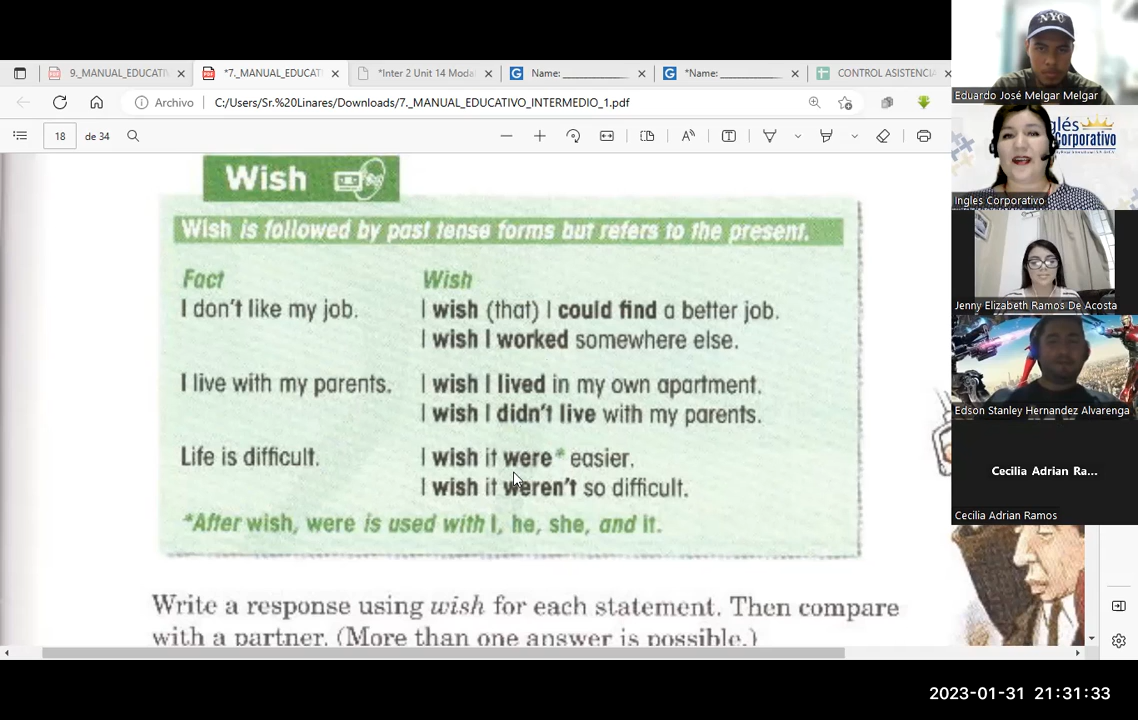 9._MANUAL_EDUCATI
*7._MANUAL_EDUCAT
*Inter 2 Unit 14 Moda
Name: ____________
*Name: ____________
CONTROL ASISTENCIA
Archivo
C:/Users/Sr.%20Linares/Downloads/7._MANUAL_EDUCATIVO_INTERMEDIO_1.pdf
18 de 34
Wish
Wish is followed by past tense forms but refers to the present.
Fact Wish
I don't like my job. I wish (that) I could find a better job.
I wish I worked somewhere else.
I live with my parents. I wish I lived in my own apartment.
I wish I didn't live with my parents.
Life is difficult. I wish it were* easier.
I wish it weren't so difficult.
*After wish, were is used with I, he, she, and it.
Write a response using wish for each statement. Then compare
with a partner. (More than one answer is possible.)
NYC
Eduardo José Melgar Melgar
Inglés
Corporativo
Ingles Corporativo
Jenny Elizabeth Ramos De Acosta
Edson Stanley Hernandez Alvarenga
Cecilia Adrian Ra...
Cecilia Adrian Ramos
2023-01-31 21:31:33